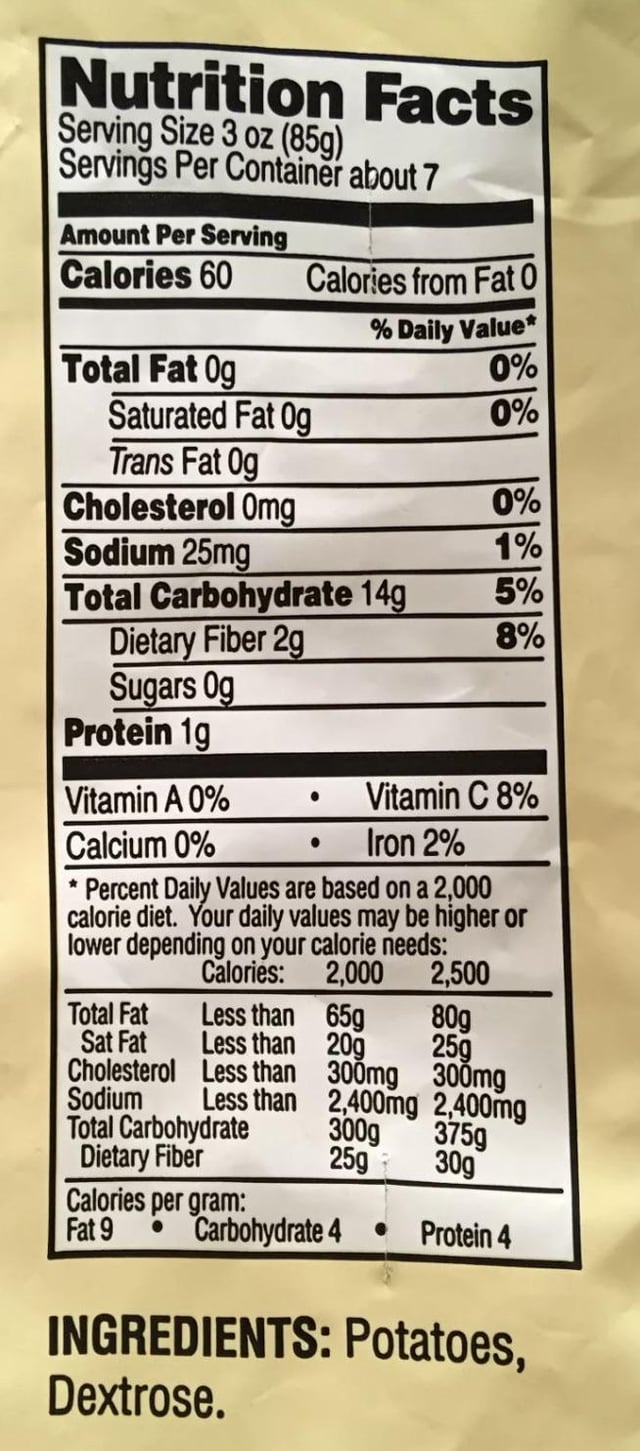 Nutrition Facts
Serving Size 3 oz (85g)
Servings Per Container about 7
Amount Per Serving
Calories 60 Calories from Fat 0
% Daily Value*
Total Fat 0g 0%
Saturated Fat 0g 0%
Trans Fat 0g
Cholesterol 0mg 0%
Sodium 25mg 1%
Total Carbohydrate 14g 5%
Dietary Fiber 2g 8%
Sugars 0g
Protein 1g
Vitamin A 0% • Vitamin C 8%
Calcium 0% • Iron 2%
* Percent Daily Values are based on a 2,000
calorie diet. Your daily values may be higher or
lower depending on your calorie needs:
Calories: 2,000 2,500
Total Fat Less than 65g 80g
Sat Fat Less than 20g 25g
Cholesterol Less than 300mg 300mg
Sodium Less than 2,400mg 2,400mg
Total Carbohydrate 300g 375g
Dietary Fiber 25g 30g
Calories per gram:
Fat 9 • Carbohydrate 4 • Protein 4
INGREDIENTS: Potatoes,
Dextrose.